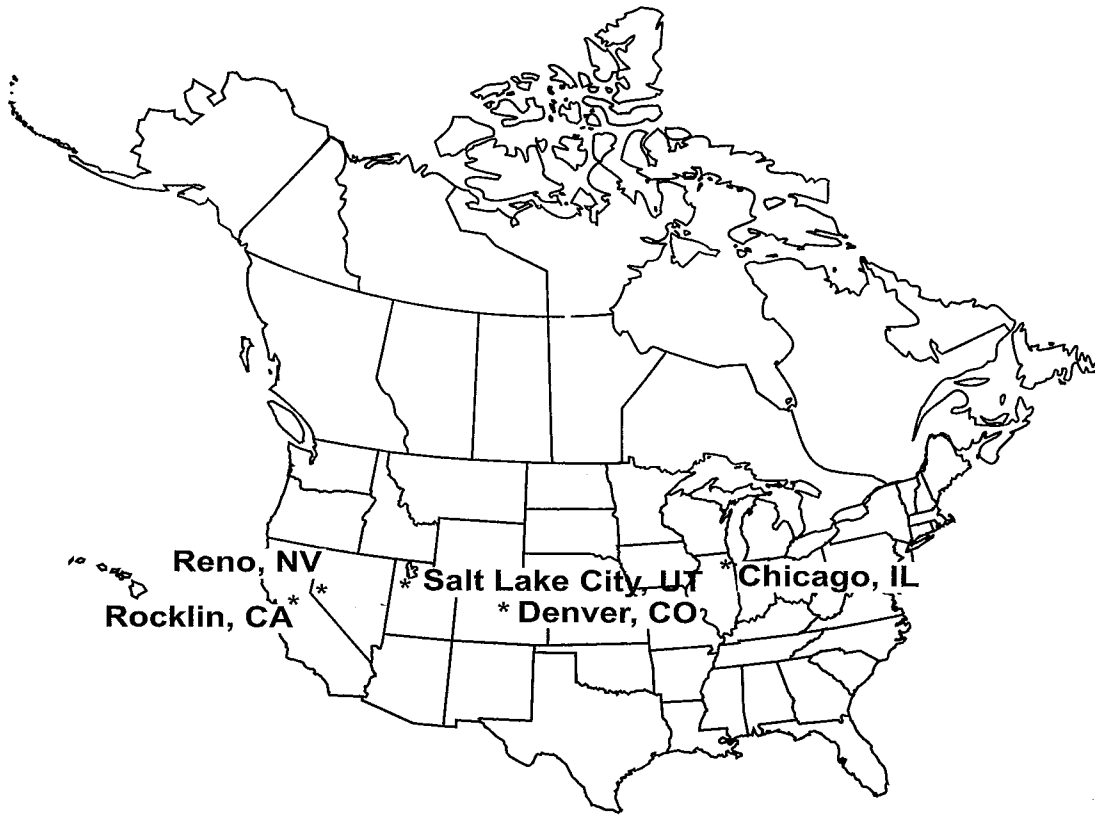 Reno, NV
* Salt Lake City, UT
* Chicago, IL
*
Rocklin, CA*
* Denver, CO